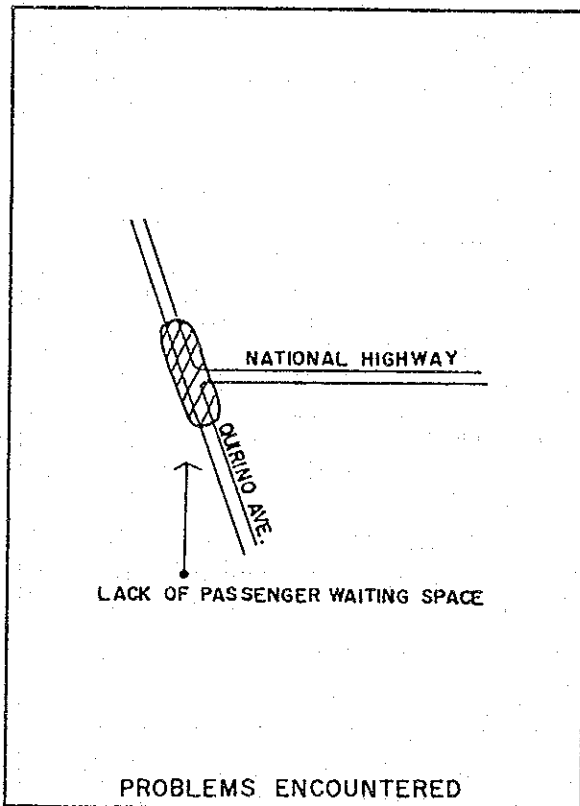 NATIONAL HIGHWAY
QUIRINO AVE.
LACK OF PASSENGER WAITING SPACE
PROBLEMS ENCOUNTERED